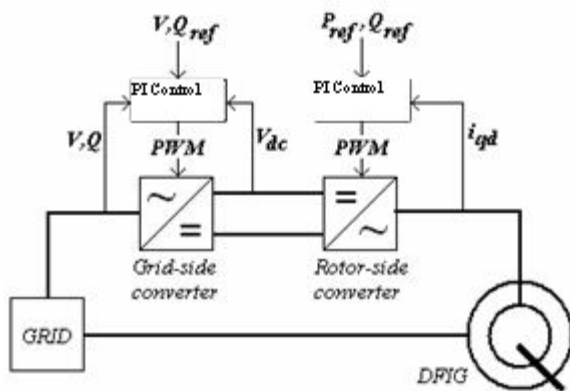 V,Q ref
P ref , Q ref
PI Control
PI Control
V,Q
PWM
V dc
PWM
i qd
~
=
=
~
Grid-side
converter
Rotor-side
converter
GRID
DFIG